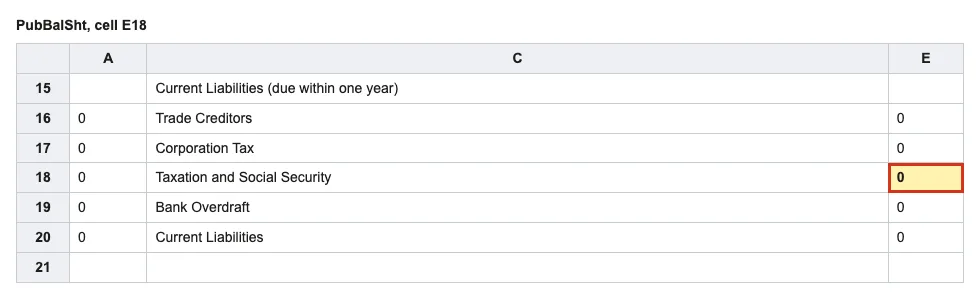 PubBalSht, cell E18
A C E
15 Current Liabilities (due within one year)
16 0 Trade Creditors 0
17 0 Corporation Tax 0
18 0 Taxation and Social Security 0
19 0 Bank Overdraft 0
20 0 Current Liabilities 0
21